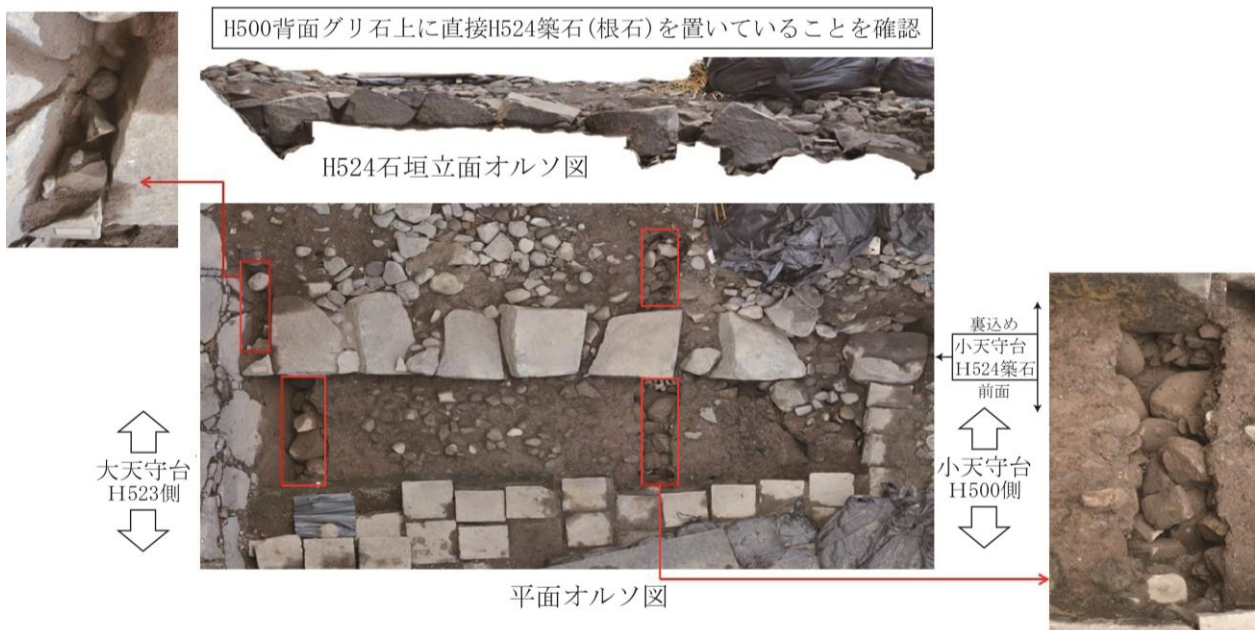 H500背面グリ石上に直接H524築石(根石)を置いていることを確認
H524石垣立面オルソ図
大天守台
H523側
裏込め
小天守台
H524築石
前面
小天守台
H500側
平面オルソ図